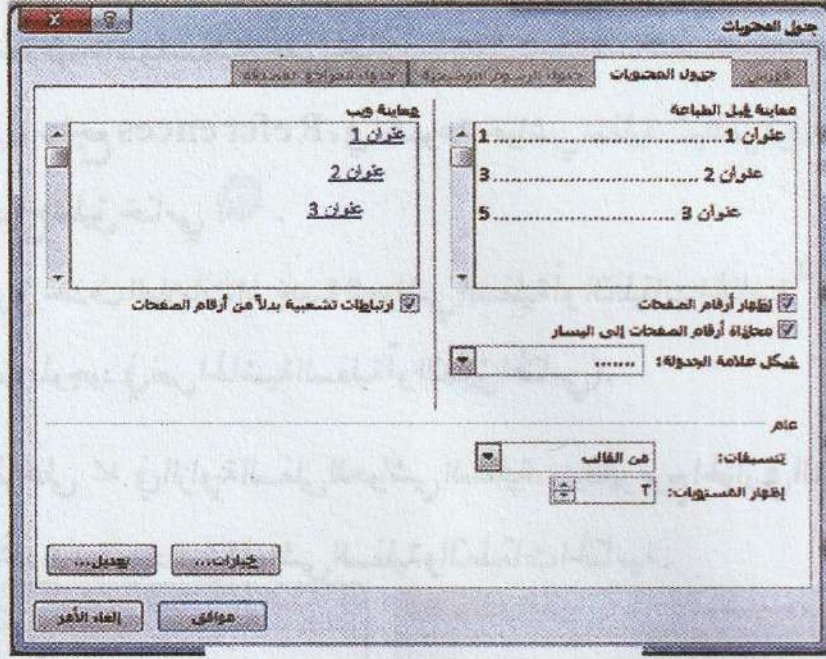 جدول المحتويات
فهرس جدول المحتويات جدول الرسوم التوضيحية جدول المراجع المصدقة
معاينة قبل الطباعة
عنوان 1 ........................ 1
عنوان 2 ........................ 3
عنوان 3 ........................ 5
معاينة ويب
عنوان 1
عنوان 2
عنوان 3
إظهار أرقام الصفحات
محاذاة أرقام الصفحات إلى اليسار
شكل علامة الجدولة: .......
ارتباطات تشعبية بدلاً من أرقام الصفحات
عام
تنسيقات: من القالب
إظهار المستويات: ٣
خيارات... تعديل...
موافق إلغاء الأمر